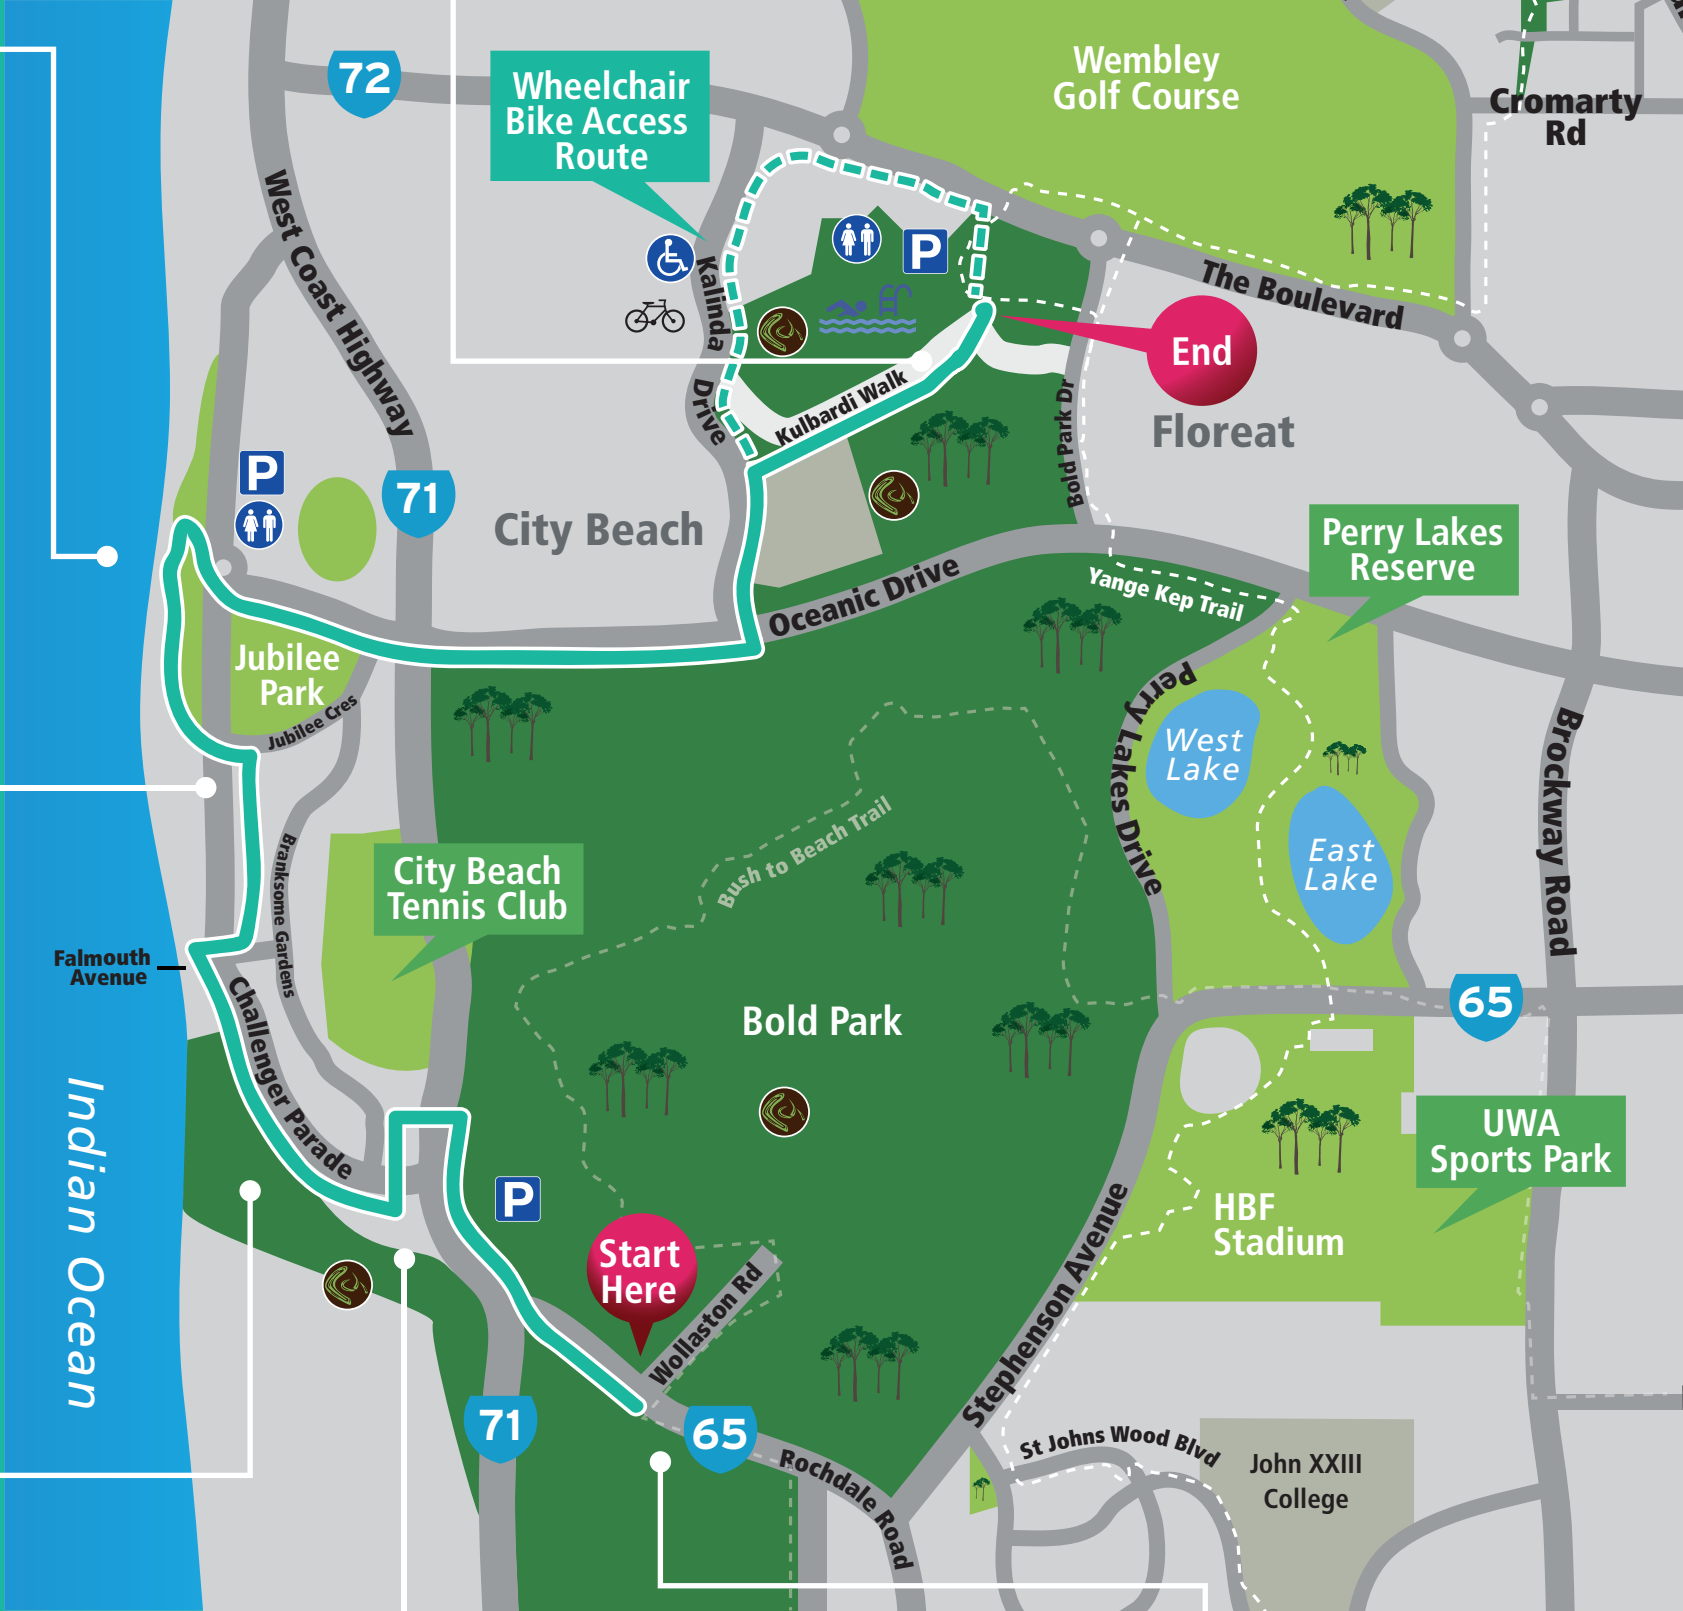 72
Wheelchair
Bike Access
Route
Wembley
Golf Course
Cromarty
Rd
West Coast Highway
Kalinda
Drive
P
The Boulevard
End
Kulbardi Walk
Bold Park Dr
Floreat
P
71
City Beach
Perry Lakes
Reserve
Oceanic Drive
Yange Kep Trail
Jubilee
Park
Jubilee Cres
Perry Lakes Drive
West
Lake
East
Lake
Brockway Road
Bush to Beach Trail
Branksome Gardens
City Beach
Tennis Club
Falmouth
Avenue
Challenger Parade
Bold Park
65
Indian Ocean
UWA
Sports Park
HBF
Stadium
P
Start
Here
Wollaston Rd
Stephenson Avenue
71
65
Rochdale Road
St Johns Wood Blvd
John XXIII
College